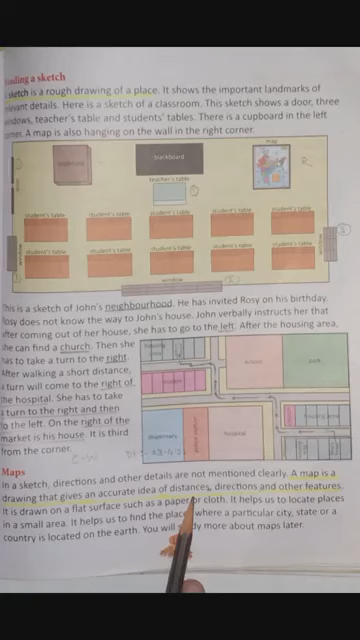 Reading a sketch
A sketch is a rough drawing of a place. It shows the important landmarks of
relevant details. Here is a sketch of a classroom. This sketch shows a door, three
windows, teacher's table and students' tables. There is a cupboard in the left
corner. A map is also hanging on the wall in the right corner.
cupboard
blackboard
map
R
teacher's table
door
student's table student's table student's table student's table student's table
student's table student's table student's table student's table student's table
window
window
window
This is a sketch of John's neighbourhood. He has invited Rosy on his birthday.
Rosy does not know the way to John's house. John verbally instructs her that
after coming out of her house, she has to go to the left. After the housing area,
she can find a church. Then she
has to take a turn to the right.
After walking a short distance,
a turn will come to the right of
the hospital. She has to take
a turn to the right and then
to the left. On the right of the
market is his house. It is third
from the corner.
school
park
market
dispensary
police station
hospital
C-W
Maps
In a sketch, directions and other details are not mentioned clearly. A map is a
drawing that gives an accurate idea of distances, directions and other features.
It is drawn on a flat surface such as a paper or cloth. It helps us to locate places
in a small area. It helps us to find the place where a particular city, state or a
country is located on the earth. You will study more about maps later.